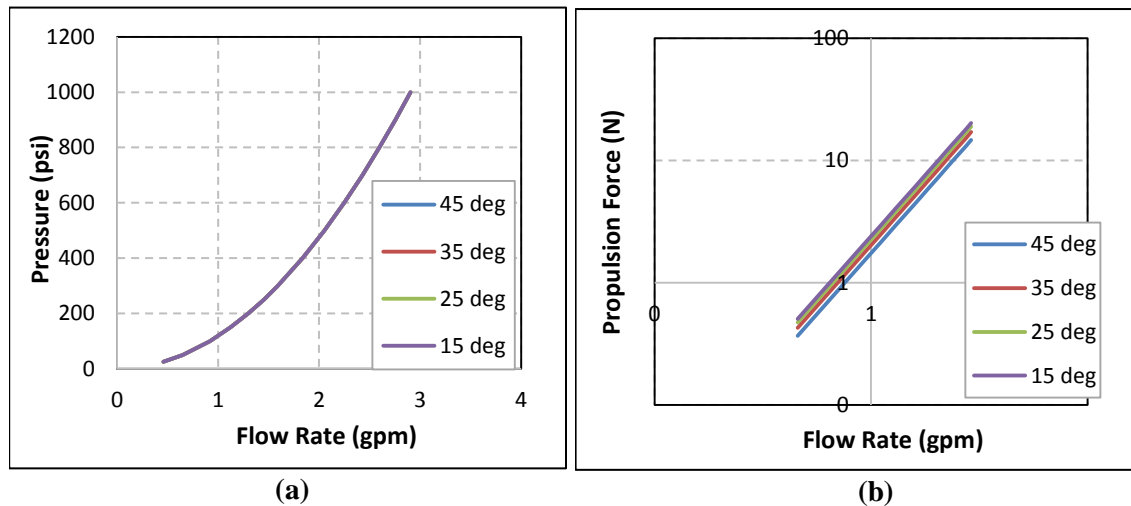 Pressure (psi)
1200
1000
800
600
400
200
0
0 1 2 3 4
Flow Rate (gpm)
45 deg
35 deg
25 deg
15 deg
(a)
Propulsion Force (N)
100
10
1
0
0 1
Flow Rate (gpm)
45 deg
35 deg
25 deg
15 deg
(b)